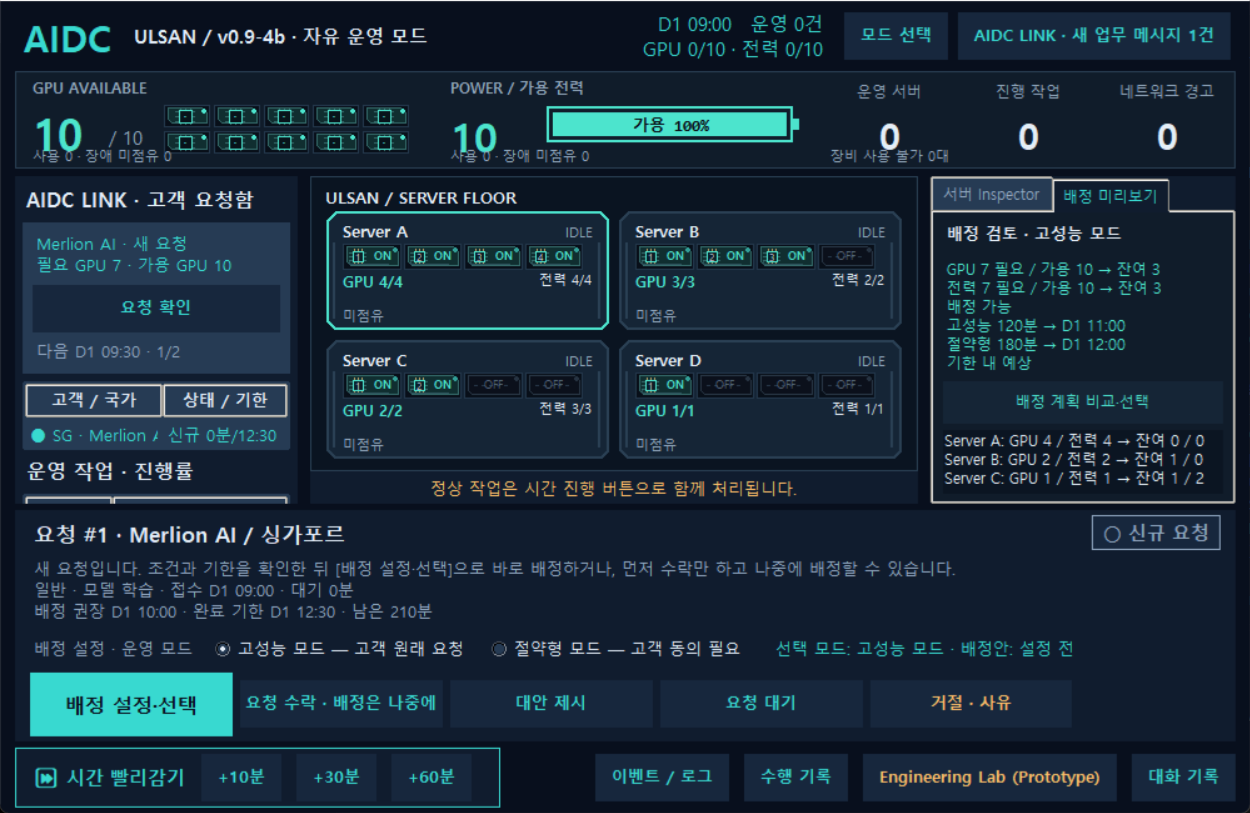 AIDC ULSAN / v0.9-4b · 자유 운영 모드
D1 09:00 운영 0건
GPU 0/10 · 전력 0/10
모드 선택
AIDC LINK · 새 업무 메시지 1건
GPU AVAILABLE
10 / 10
사용 0 · 장애 미점유 0
POWER / 가용 전력
10
가용 100%
사용 0 · 장애 미점유 0
운영 서버
0
장비 사용 불가 0대
진행 작업
0
네트워크 경고
0
AIDC LINK · 고객 요청함
Merlion AI · 새 요청
필요 GPU 7 · 가용 GPU 10
요청 확인
다음 D1 09:30 · 1/2
고객 / 국가 상태 / 기한
SG · Merlion 신규 0분/12:30
운영 작업 · 진행률
ULSAN / SERVER FLOOR
Server A IDLE
1 ON 2 ON 3 ON 4 ON
GPU 4/4 전력 4/4
미점유
Server B IDLE
1 ON 2 ON 3 ON -OFF-
GPU 3/3 전력 2/2
미점유
Server C IDLE
1 ON 2 ON -OFF- -OFF-
GPU 2/2 전력 3/3
미점유
Server D IDLE
1 ON -OFF- -OFF- -OFF-
GPU 1/1 전력 1/1
미점유
정상 작업은 시간 진행 버튼으로 함께 처리됩니다.
서버 Inspector 배정 미리보기
배정 검토 · 고성능 모드
GPU 7 필요 / 가용 10 → 잔여 3
전력 7 필요 / 가용 10 → 잔여 3
배정 가능
고성능 120분 → D1 11:00
절약형 180분 → D1 12:00
기한 내 예상
배정 계획 비교·선택
Server A: GPU 4 / 전력 4 → 잔여 0 / 0
Server B: GPU 2 / 전력 2 → 잔여 1 / 0
Server C: GPU 1 / 전력 1 → 잔여 1 / 2
요청 #1 · Merlion AI / 싱가포르
○ 신규 요청
새 요청입니다. 조건과 기한을 확인한 뒤 [배정 설정·선택]으로 바로 배정하거나, 먼저 수락만 하고 나중에 배정할 수 있습니다.
일반 · 모델 학습 · 접수 D1 09:00 · 대기 0분
배정 권장 D1 10:00 · 완료 기한 D1 12:30 · 남은 210분
배정 설정 · 운영 모드 고성능 모드 — 고객 원래 요청 절약형 모드 — 고객 동의 필요 선택 모드: 고성능 모드 · 배정안: 설정 전
배정 설정·선택 요청 수락 · 배정은 나중에 대안 제시 요청 대기 거절 · 사유
시간 빨리감기 +10분 +30분 +60분 이벤트 / 로그 수행 기록 Engineering Lab (Prototype) 대화 기록